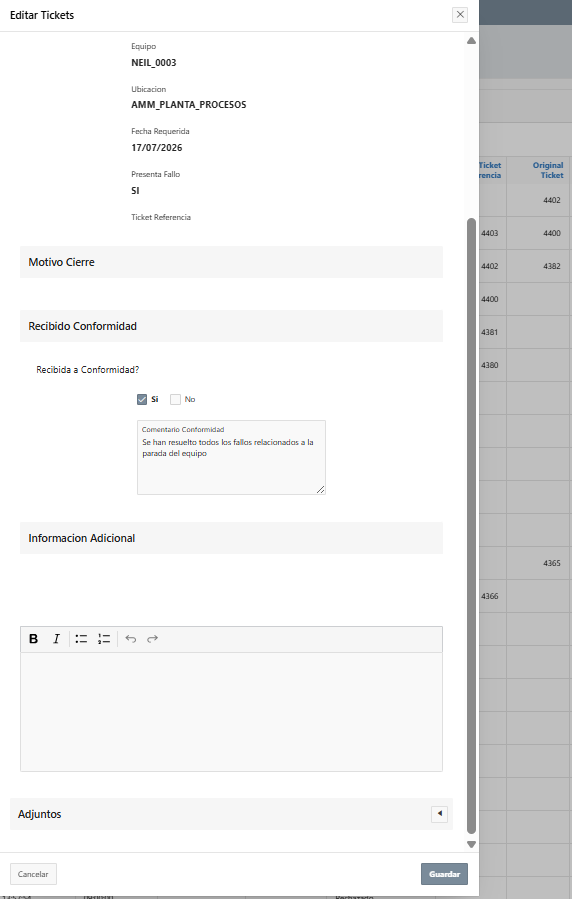 Editar Tickets
Equipo
NEIL_0003
Ubicacion
AMM_PLANTA_PROCESOS
Fecha Requerida
17/07/2026
Presenta Fallo
SI
Ticket Referencia
Motivo Cierre
Recibido Conformidad
Recibida a Conformidad?
Si
No
Comentario Conformidad
Se han resuelto todos los fallos relacionados a la
parada del equipo
Informacion Adicional
B I
Adjuntos
Cancelar
Guardar
Ticket
Original
Ticket
4402
4403 4400
4402 4382
4400
4381
4380
4365
4366